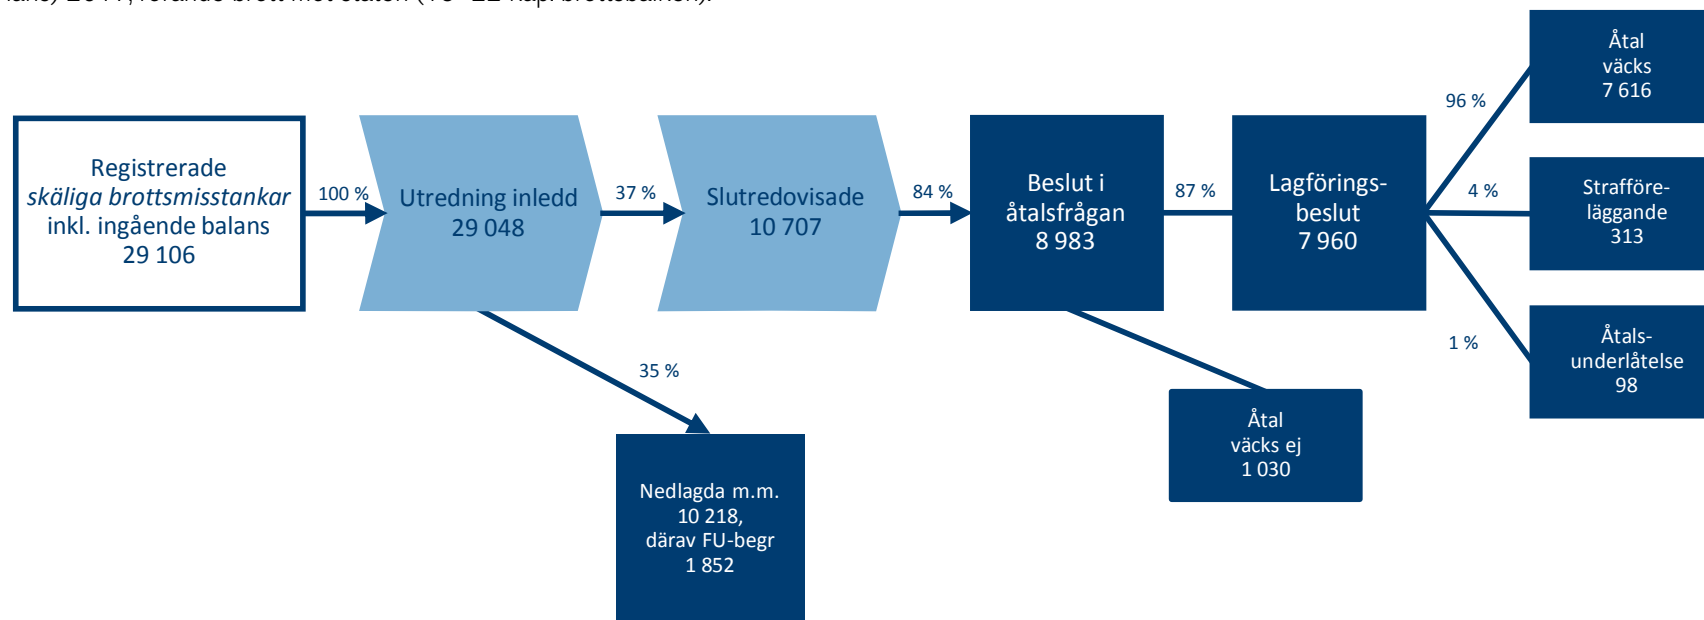 Registrerade
skäliga brottsmisstankar
inkl. ingående balans
29 106
100 %
Utredning inledd
29 048
37 %
Slutredovisade
10 707
84 %
Beslut i
åtalsfrågan
8 983
87 %
Lagförings-
beslut
7 960
96 %
Åtal
väcks
7 616
4 %
Strafföre-
läggande
313
1 %
Åtals-
underlåtelse
98
35 %
Nedlagda m.m.
10 218,
därav FU-begr
1 852
Åtal
väcks ej
1 030